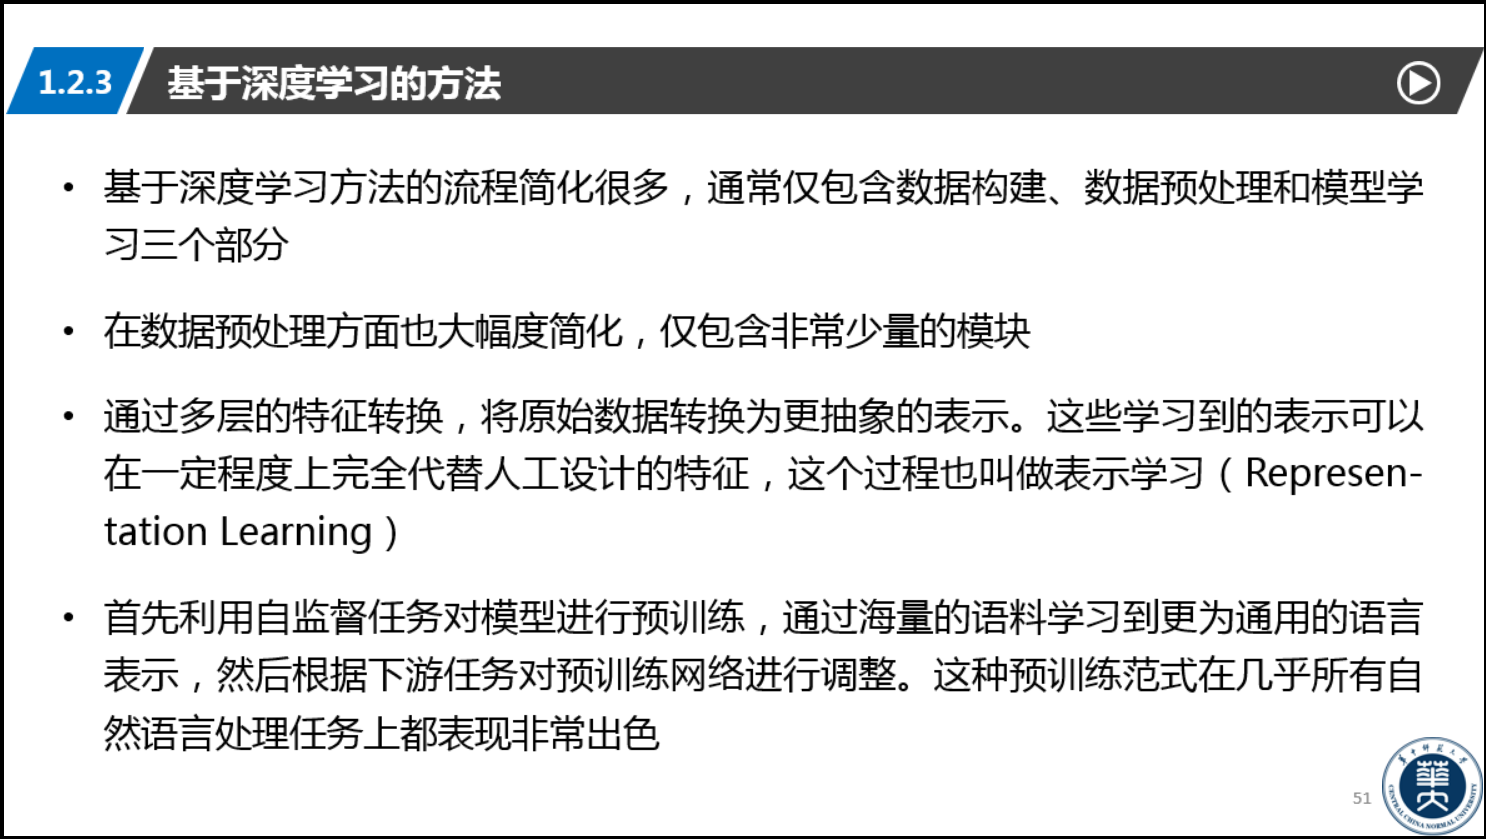 1.2.3 基于深度学习的方法
• 基于深度学习方法的流程简化很多，通常仅包含数据构建、数据预处理和模型学
习三个部分
• 在数据预处理方面也大幅度简化，仅包含非常少量的模块
• 通过多层的特征转换，将原始数据转换为更抽象的表示。这些学习到的表示可以
在一定程度上完全代替人工设计的特征，这个过程也叫做表示学习（Represen-
tation Learning）
• 首先利用自监督任务对模型进行预训练，通过海量的语料学习到更为通用的语言
表示，然后根据下游任务对预训练网络进行调整。这种预训练范式在几乎所有自
然语言处理任务上都表现非常出色
51
華中师范大学
CENTRAL CHINA NORMAL UNIVERSITY